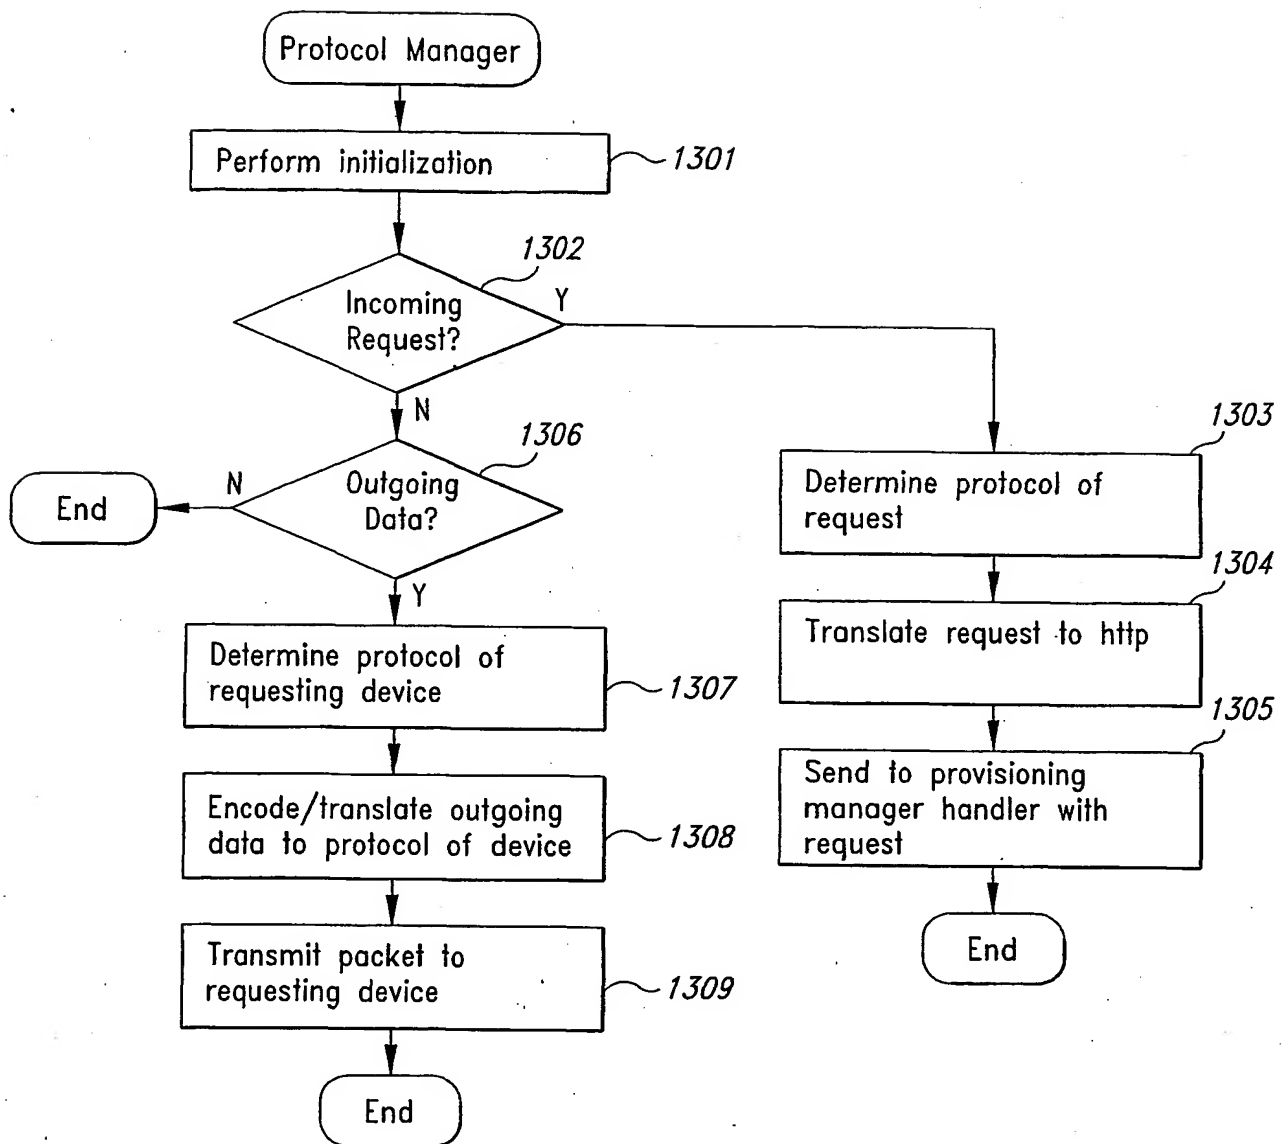 Protocol Manager
Perform initialization
1301
1302
Incoming
Request?
Y
N
1303
Determine protocol of
request
1304
Translate request to http
1305
Send to provisioning
manager handler with
request
End
1306
Outgoing
Data?
N
End
Y
Determine protocol of
requesting device
1307
Encode/translate outgoing
data to protocol of device
1308
Transmit packet to
requesting device
1309
End